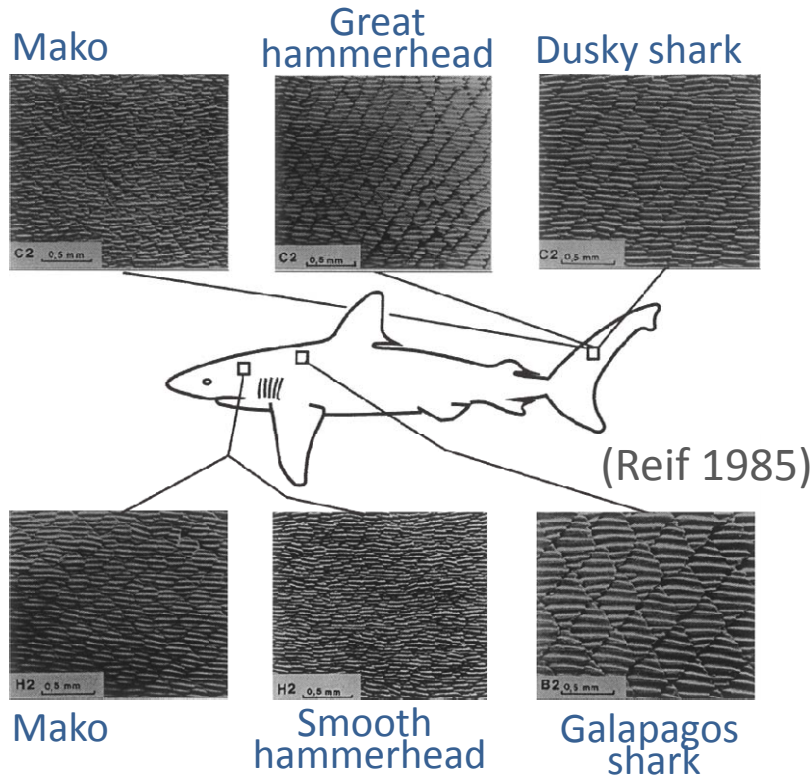 Mako
Great
hammerhead
Dusky shark
C2 0,5 mm
C2 0,5 mm
C2 0,5 mm
(Reif 1985)
H2 0,5 mm
H2 0,5 mm
B2 0,5 mm
Mako
Smooth
hammerhead
Galapagos
shark